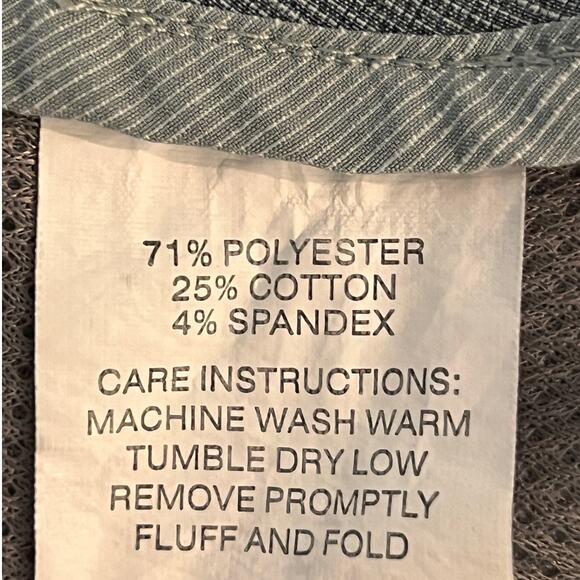 71% POLYESTER
25% COTTON
4% SPANDEX
CARE INSTRUCTIONS:
MACHINE WASH WARM
TUMBLE DRY LOW
REMOVE PROMPTLY
FLUFF AND FOLD